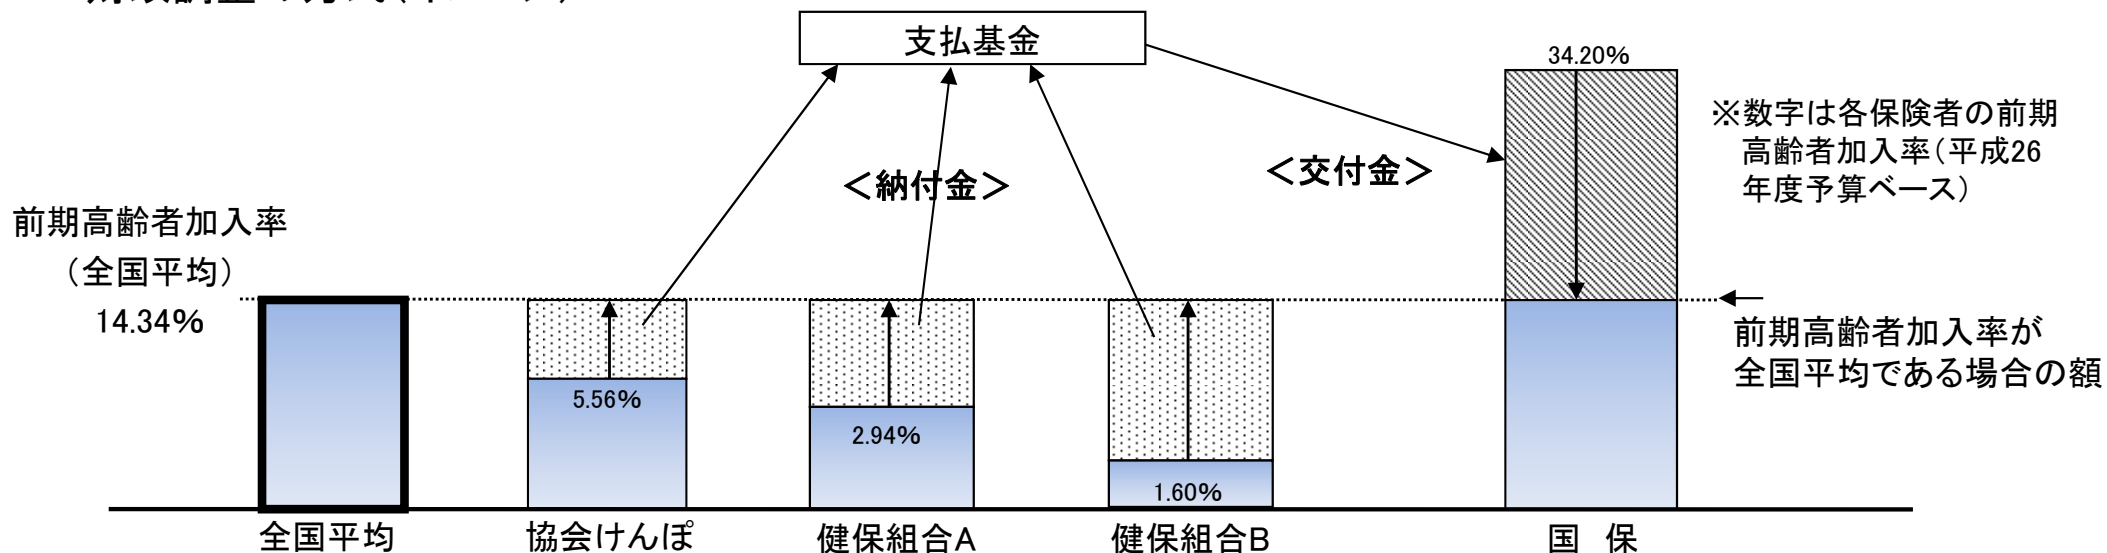 支払基金
34.20%
※数字は各保険者の前期
高齢者加入率(平成26
年度予算ベース)
<納付金>
<交付金>
前期高齢者加入率
(全国平均)
14.34%
前期高齢者加入率が
全国平均である場合の額
5.56%
2.94%
1.60%
全国平均
協会けんぽ
健保組合A
健保組合B
国 保